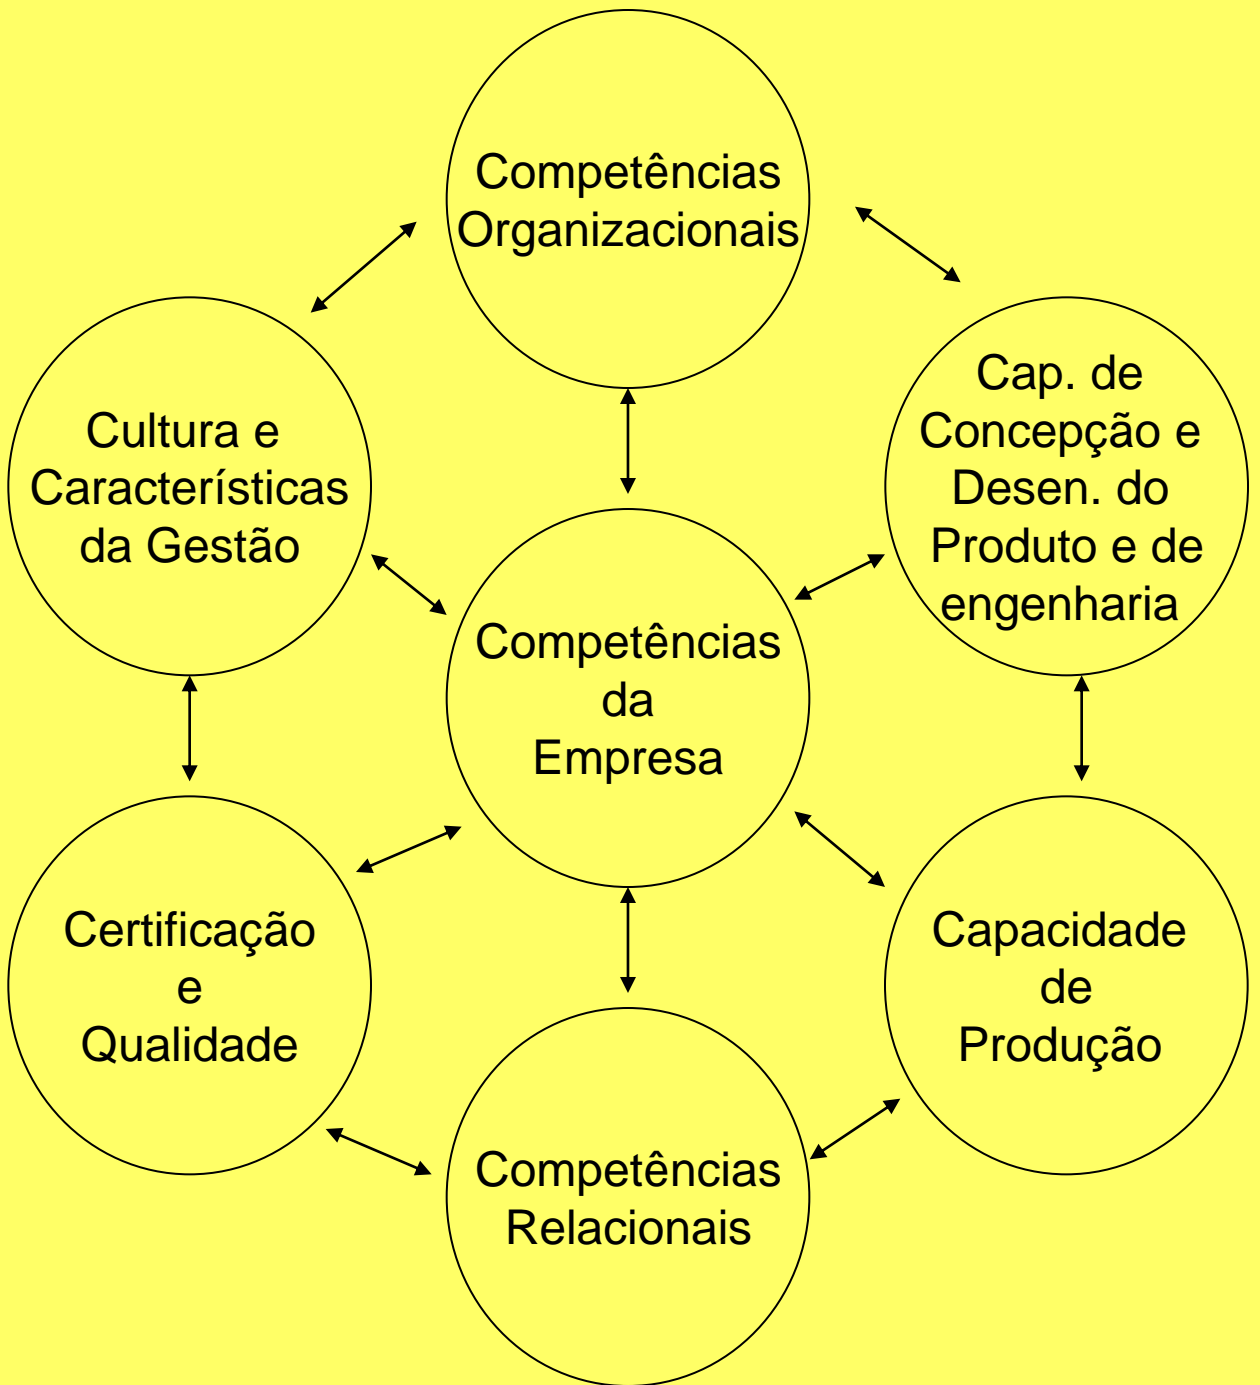 Competências
Organizacionais
Cultura e
Características
da Gestão
Cap. de
Concepção e
Desen. do
Produto e de
engenharia
Competências
da
Empresa
Certificação
e
Qualidade
Capacidade
de
Produção
Competências
Relacionais